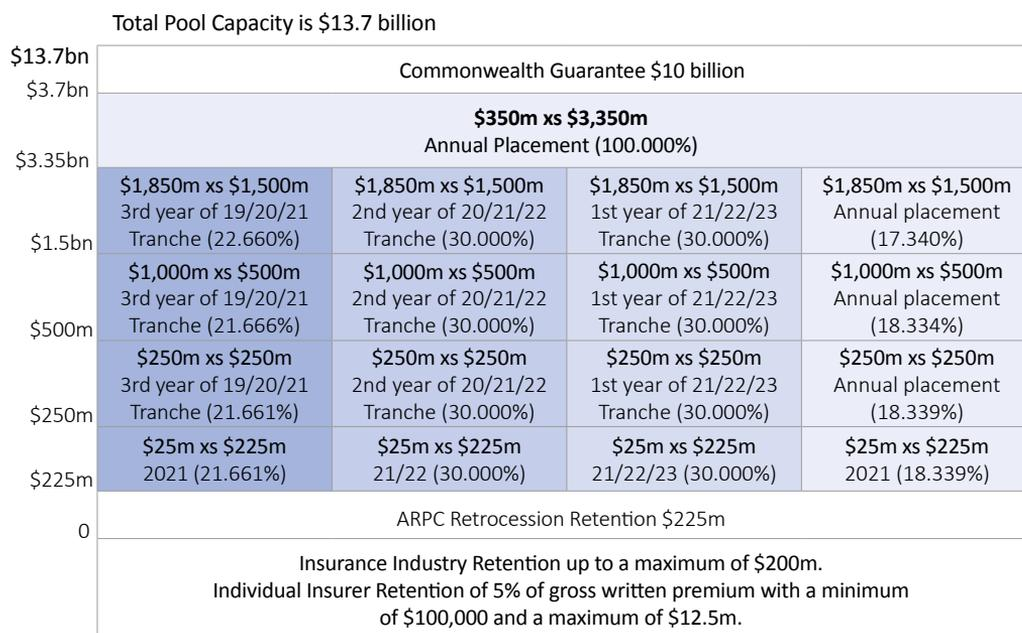 Total Pool Capacity is $13.7 billion
$13.7bn
Commonwealth Guarantee $10 billion
$3.7bn
$350m xs $3,350m
Annual Placement (100.000%)
$3.35bn
$1,850m xs $1,500m
3rd year of 19/20/21
Tranche (22.660%)
$1,850m xs $1,500m
2nd year of 20/21/22
Tranche (30.000%)
$1,850m xs $1,500m
1st year of 21/22/23
Tranche (30.000%)
$1,850m xs $1,500m
Annual placement
(17.340%)
$1.5bn
$1,000m xs $500m
3rd year of 19/20/21
Tranche (21.666%)
$1,000m xs $500m
2nd year of 20/21/22
Tranche (30.000%)
$1,000m xs $500m
1st year of 21/22/23
Tranche (30.000%)
$1,000m xs $500m
Annual placement
(18.334%)
$500m
$250m xs $250m
3rd year of 19/20/21
Tranche (21.661%)
$250m xs $250m
2nd year of 20/21/22
Tranche (30.000%)
$250m xs $250m
1st year of 21/22/23
Tranche (30.000%)
$250m xs $250m
Annual placement
(18.339%)
$250m
$25m xs $225m
2021 (21.661%)
$25m xs $225m
21/22 (30.000%)
$25m xs $225m
21/22/23 (30.000%)
$25m xs $225m
2021 (18.339%)
$225m
ARPC Retrocession Retention $225m
0
Insurance Industry Retention up to a maximum of $200m.
Individual Insurer Retention of 5% of gross written premium with a minimum
of $100,000 and a maximum of $12.5m.